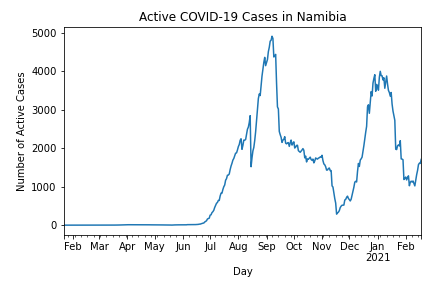 Active COVID-19 Cases in Namibia
Number of Active Cases
5000
4000
3000
2000
1000
0
Feb Mar Apr May Jun Jul Aug Sep Oct Nov Dec Jan Feb
2021
Day